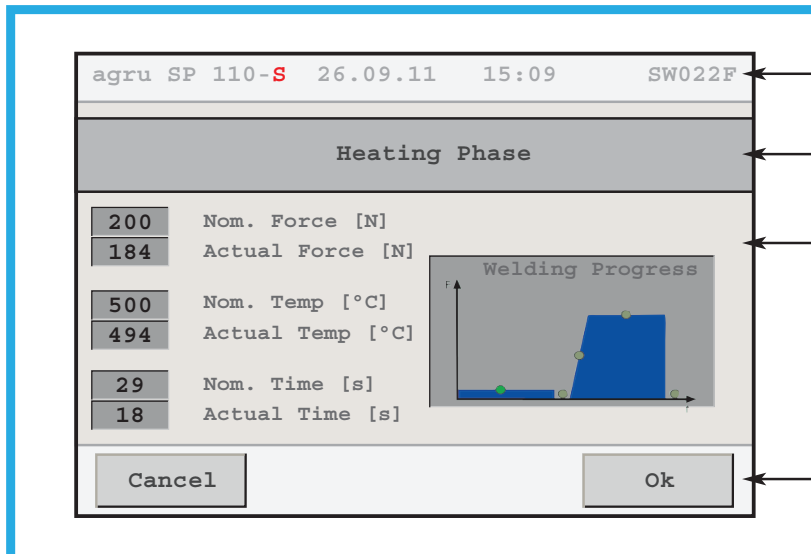 agru SP 110-S 26.09.11 15:09 SW022F
Heating Phase
200 Nom. Force [N]
184 Actual Force [N]
500 Nom. Temp [°C]
494 Actual Temp [°C]
29 Nom. Time [s]
18 Actual Time [s]
Welding Progress
F
Cancel Ok